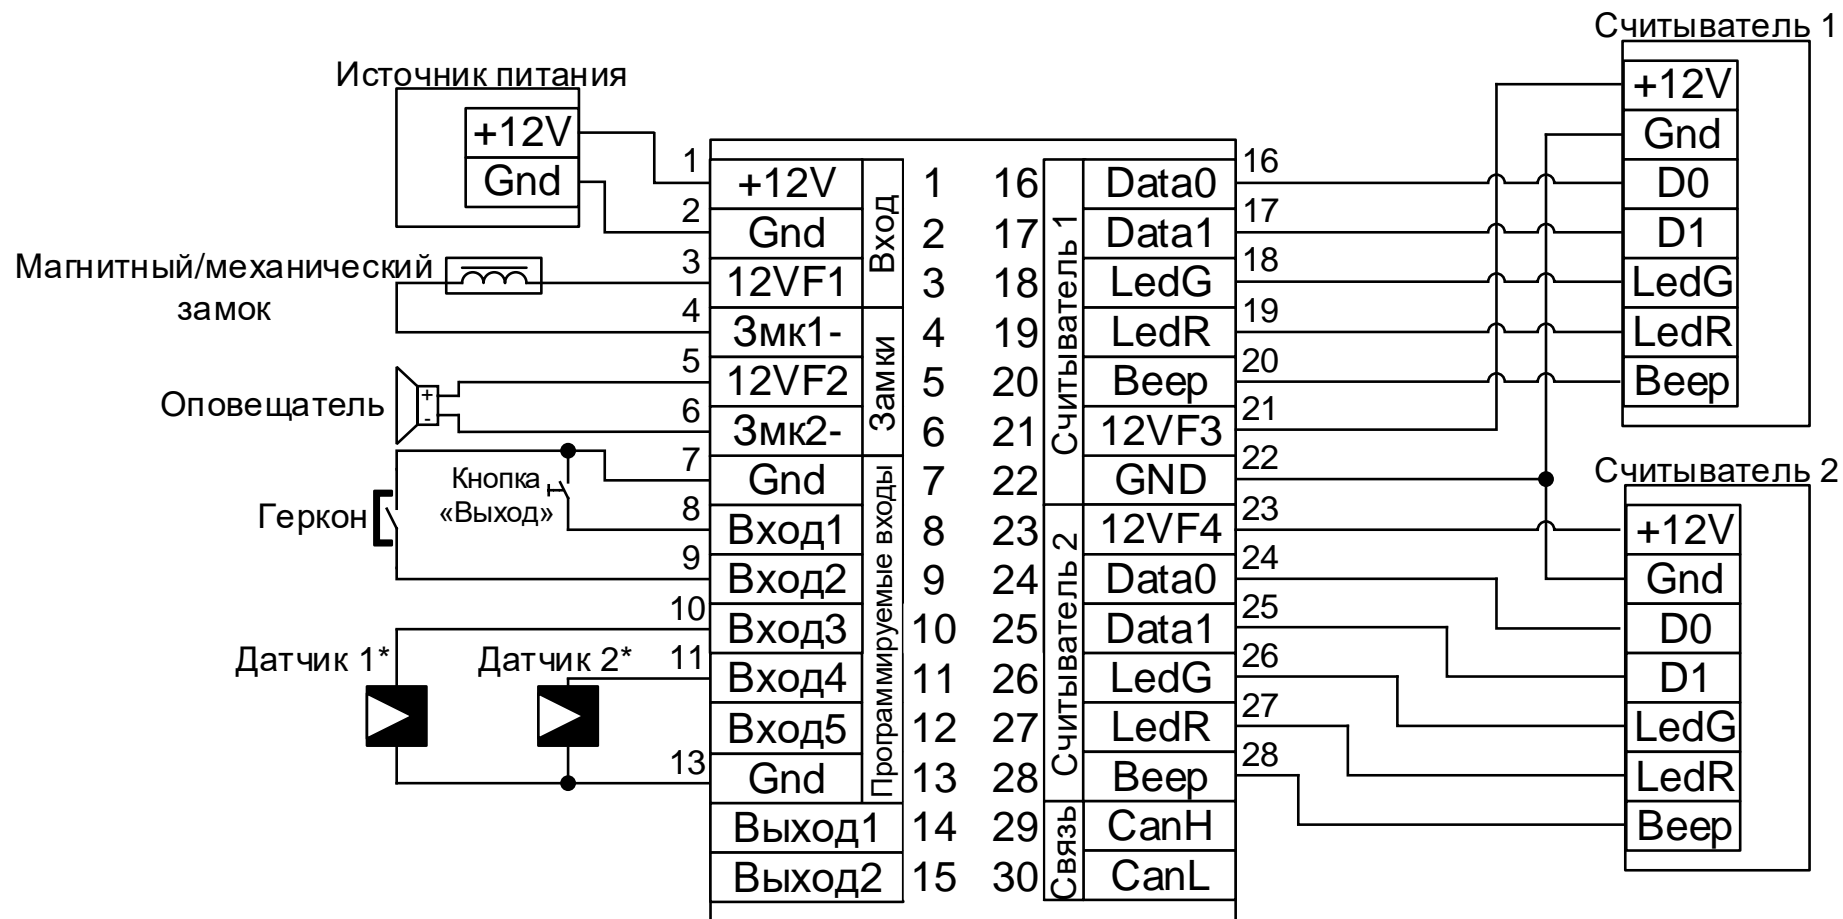 Считыватель 1
Источник питания
+12V
Gnd
Магнитный/механический
замок
Оповещатель
+
-
Кнопка
«Выход»
Геркон
Датчик 1*
Датчик 2*
1
2
3
4
5
6
7
8
9
10
11
13
+12V
Gnd
12VF1
Змк1-
12VF2
Змк2-
Gnd
Вход1
Вход2
Вход3
Вход4
Вход5
Gnd
Выход1
Выход2
Вход
Замки
Программируемые входы
1
2
3
4
5
6
7
8
9
10
11
12
13
14
15
16
17
18
19
20
21
22
23
24
25
26
27
28
29
30
Считыватель 1
Считыватель 2
Связь
Data0
Data1
LedG
LedR
Beep
12VF3
GND
12VF4
Data0
Data1
LedG
LedR
Beep
CanH
CanL
16
17
18
19
20
21
22
23
24
25
26
27
28
+12V
Gnd
D0
D1
LedG
LedR
Beep
Считыватель 2
+12V
Gnd
D0
D1
LedG
LedR
Beep